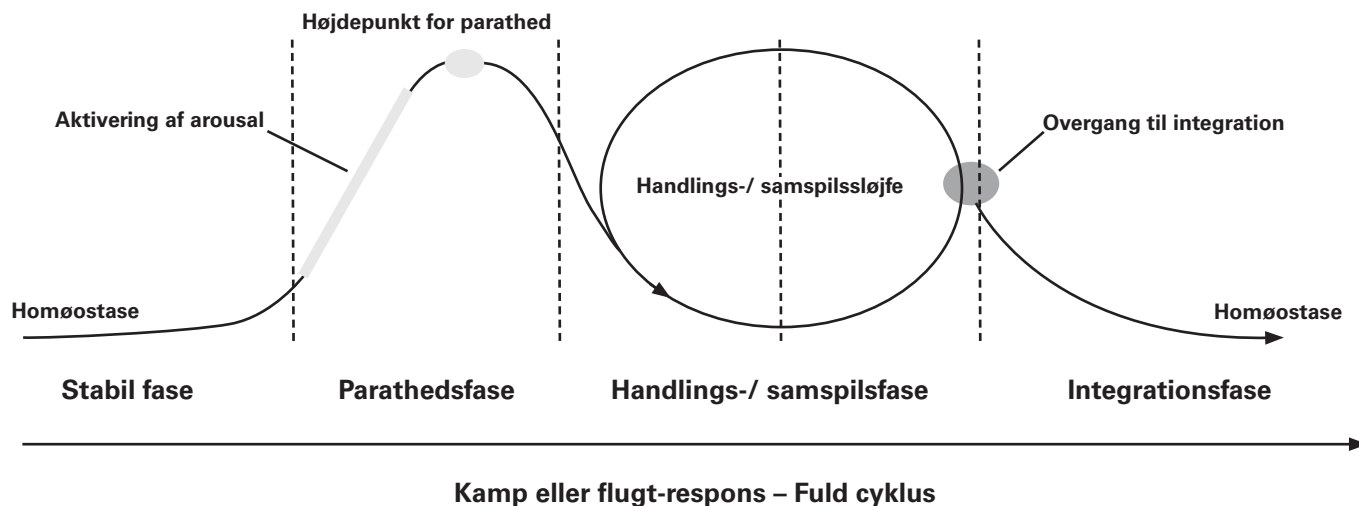 Højdepunkt for parathed
Aktivering af arousal
Overgang til integration
Handlings-/ samspilssløjfe
Homøostase
Homøostase
Stabil fase
Parathedsfase
Handlings-/ samspilsfase
Integrationsfase
Kamp eller flugt-respons – Fuld cyklus